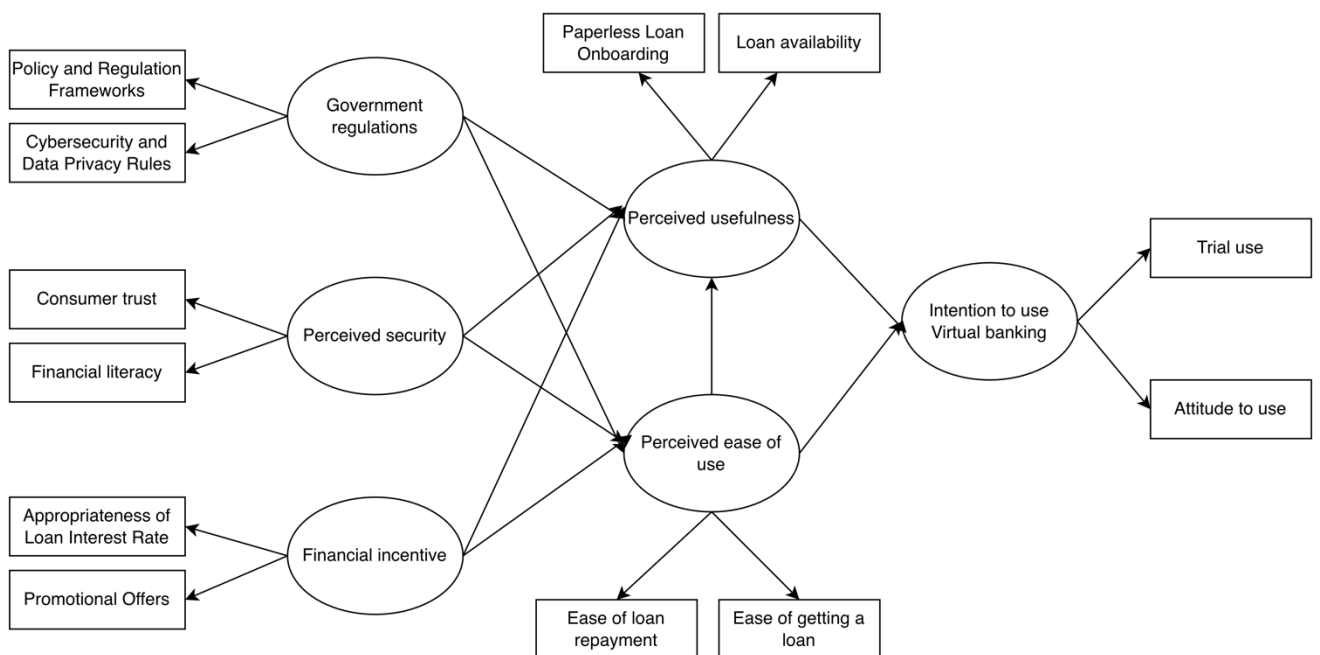 Paperless Loan
Onboarding
Loan availability
Policy and Regulation
Frameworks
Cybersecurity and
Data Privacy Rules
Government
regulations
Perceived usefulness
Consumer trust
Financial literacy
Perceived security
Intention to use
Virtual banking
Trial use
Attitude to use
Perceived ease of
use
Appropriateness of
Loan Interest Rate
Promotional Offers
Financial incentive
Ease of loan
repayment
Ease of getting a
loan